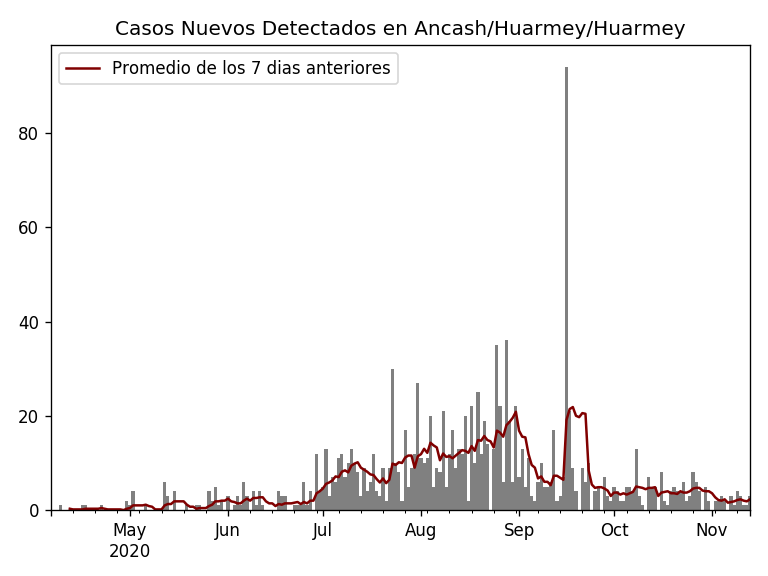 Casos Nuevos Detectados en Ancash/Huarmey/Huarmey
Promedio de los 7 dias anteriores
80
60
40
20
0
May Jun Jul Aug Sep Oct Nov
2020